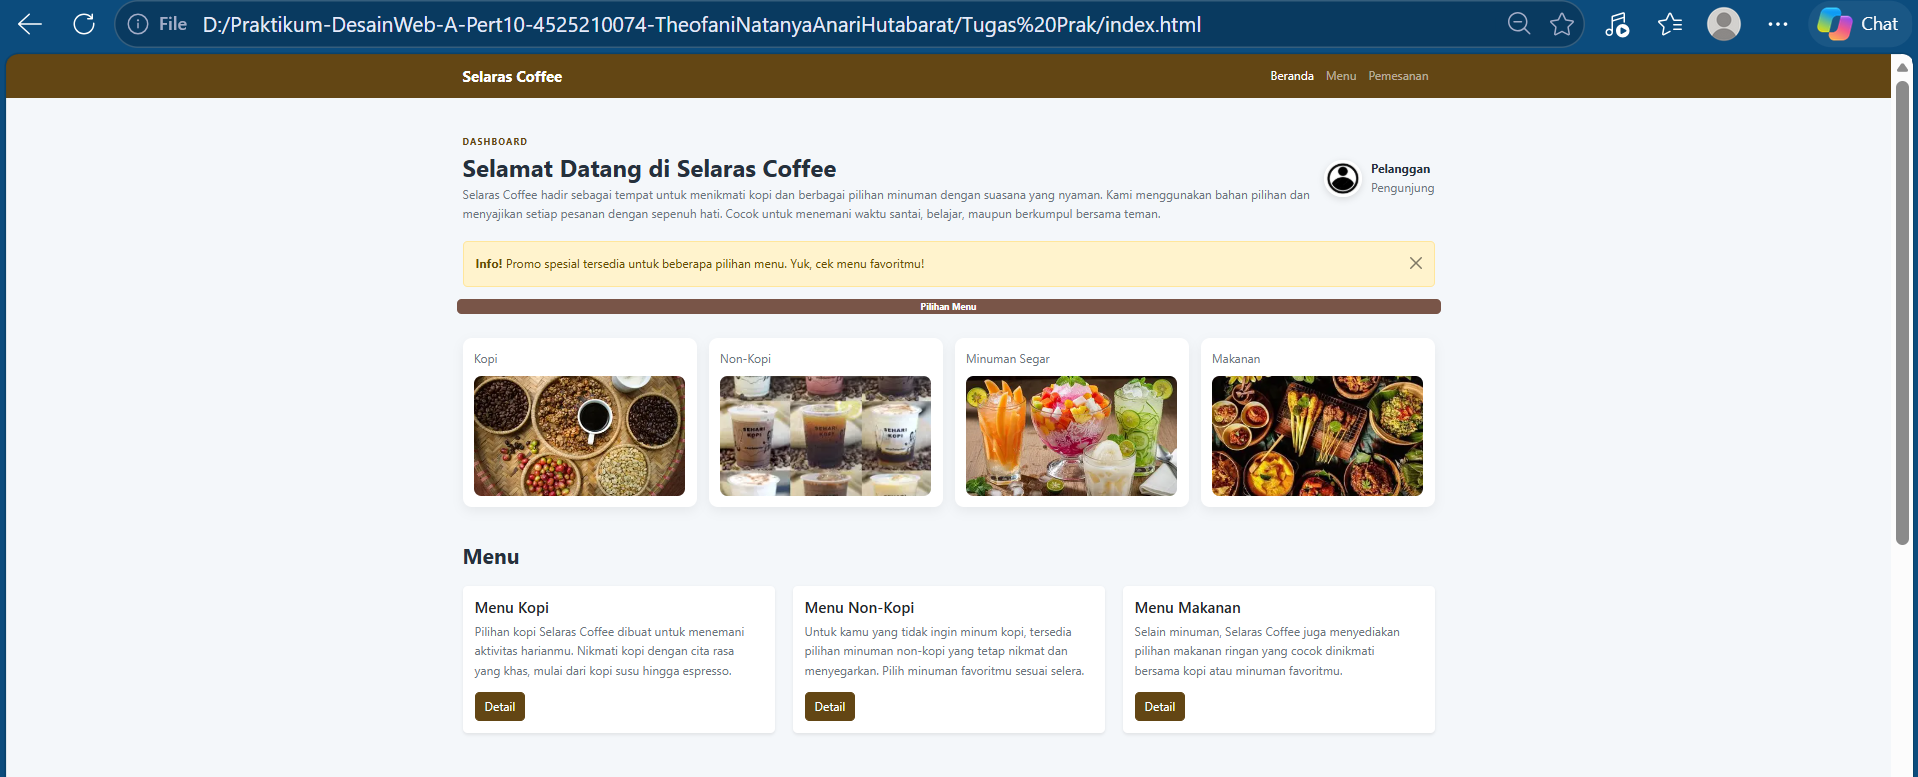 File D:/Praktikum-DesainWeb-A-Pert10-4525210074-TheofaniNatanyaAnariHutabarat/Tugas%20Prak/index.html
Chat
Selaras Coffee
Beranda Menu Pemesanan
DASHBOARD
Selamat Datang di Selaras Coffee
Selaras Coffee hadir sebagai tempat untuk menikmati kopi dan berbagai pilihan minuman dengan suasana yang nyaman. Kami menggunakan bahan pilihan dan
menyajikan setiap pesanan dengan sepenuh hati. Cocok untuk menemani waktu santai, belajar, maupun berkumpul bersama teman.
Pelanggan
Pengunjung
Info! Promo spesial tersedia untuk beberapa pilihan menu. Yuk, cek menu favoritmu!
Pilihan Menu
Kopi
Non-Kopi
SEHARI
KOPI
SEHARI
KOPI
SEHARI
KOPI
Minuman Segar
Makanan
Menu
Menu Kopi
Pilihan kopi Selaras Coffee dibuat untuk menemani
aktivitas harianmu. Nikmati kopi dengan cita rasa
yang khas, mulai dari kopi susu hingga espresso.
Detail
Menu Non-Kopi
Untuk kamu yang tidak ingin minum kopi, tersedia
pilihan minuman non-kopi yang tetap nikmat dan
menyegarkan. Pilih minuman favoritmu sesuai selera.
Detail
Menu Makanan
Selain minuman, Selaras Coffee juga menyediakan
pilihan makanan ringan yang cocok dinikmati
bersama kopi atau minuman favoritmu.
Detail